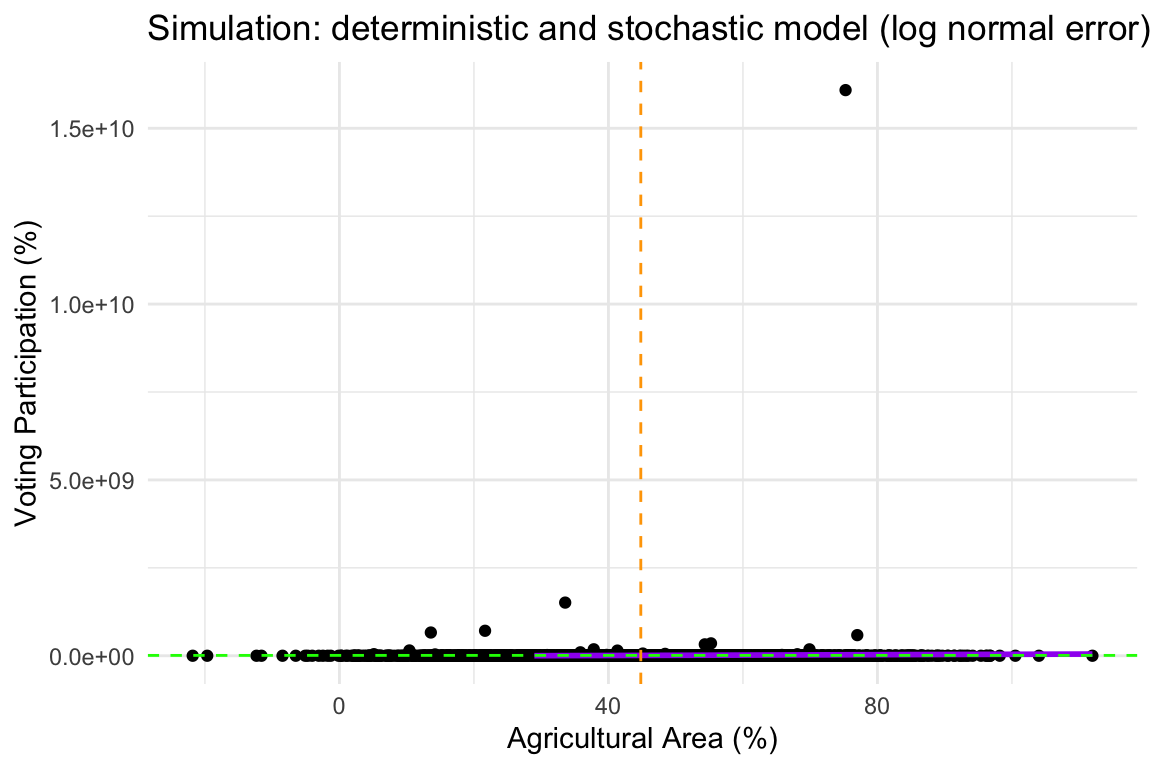 Simulation: deterministic and stochastic model (log normal error)
Voting Participation (%)
1.5e+10
1.0e+10
5.0e+09
0.0e+00
0 40 80
Agricultural Area (%)